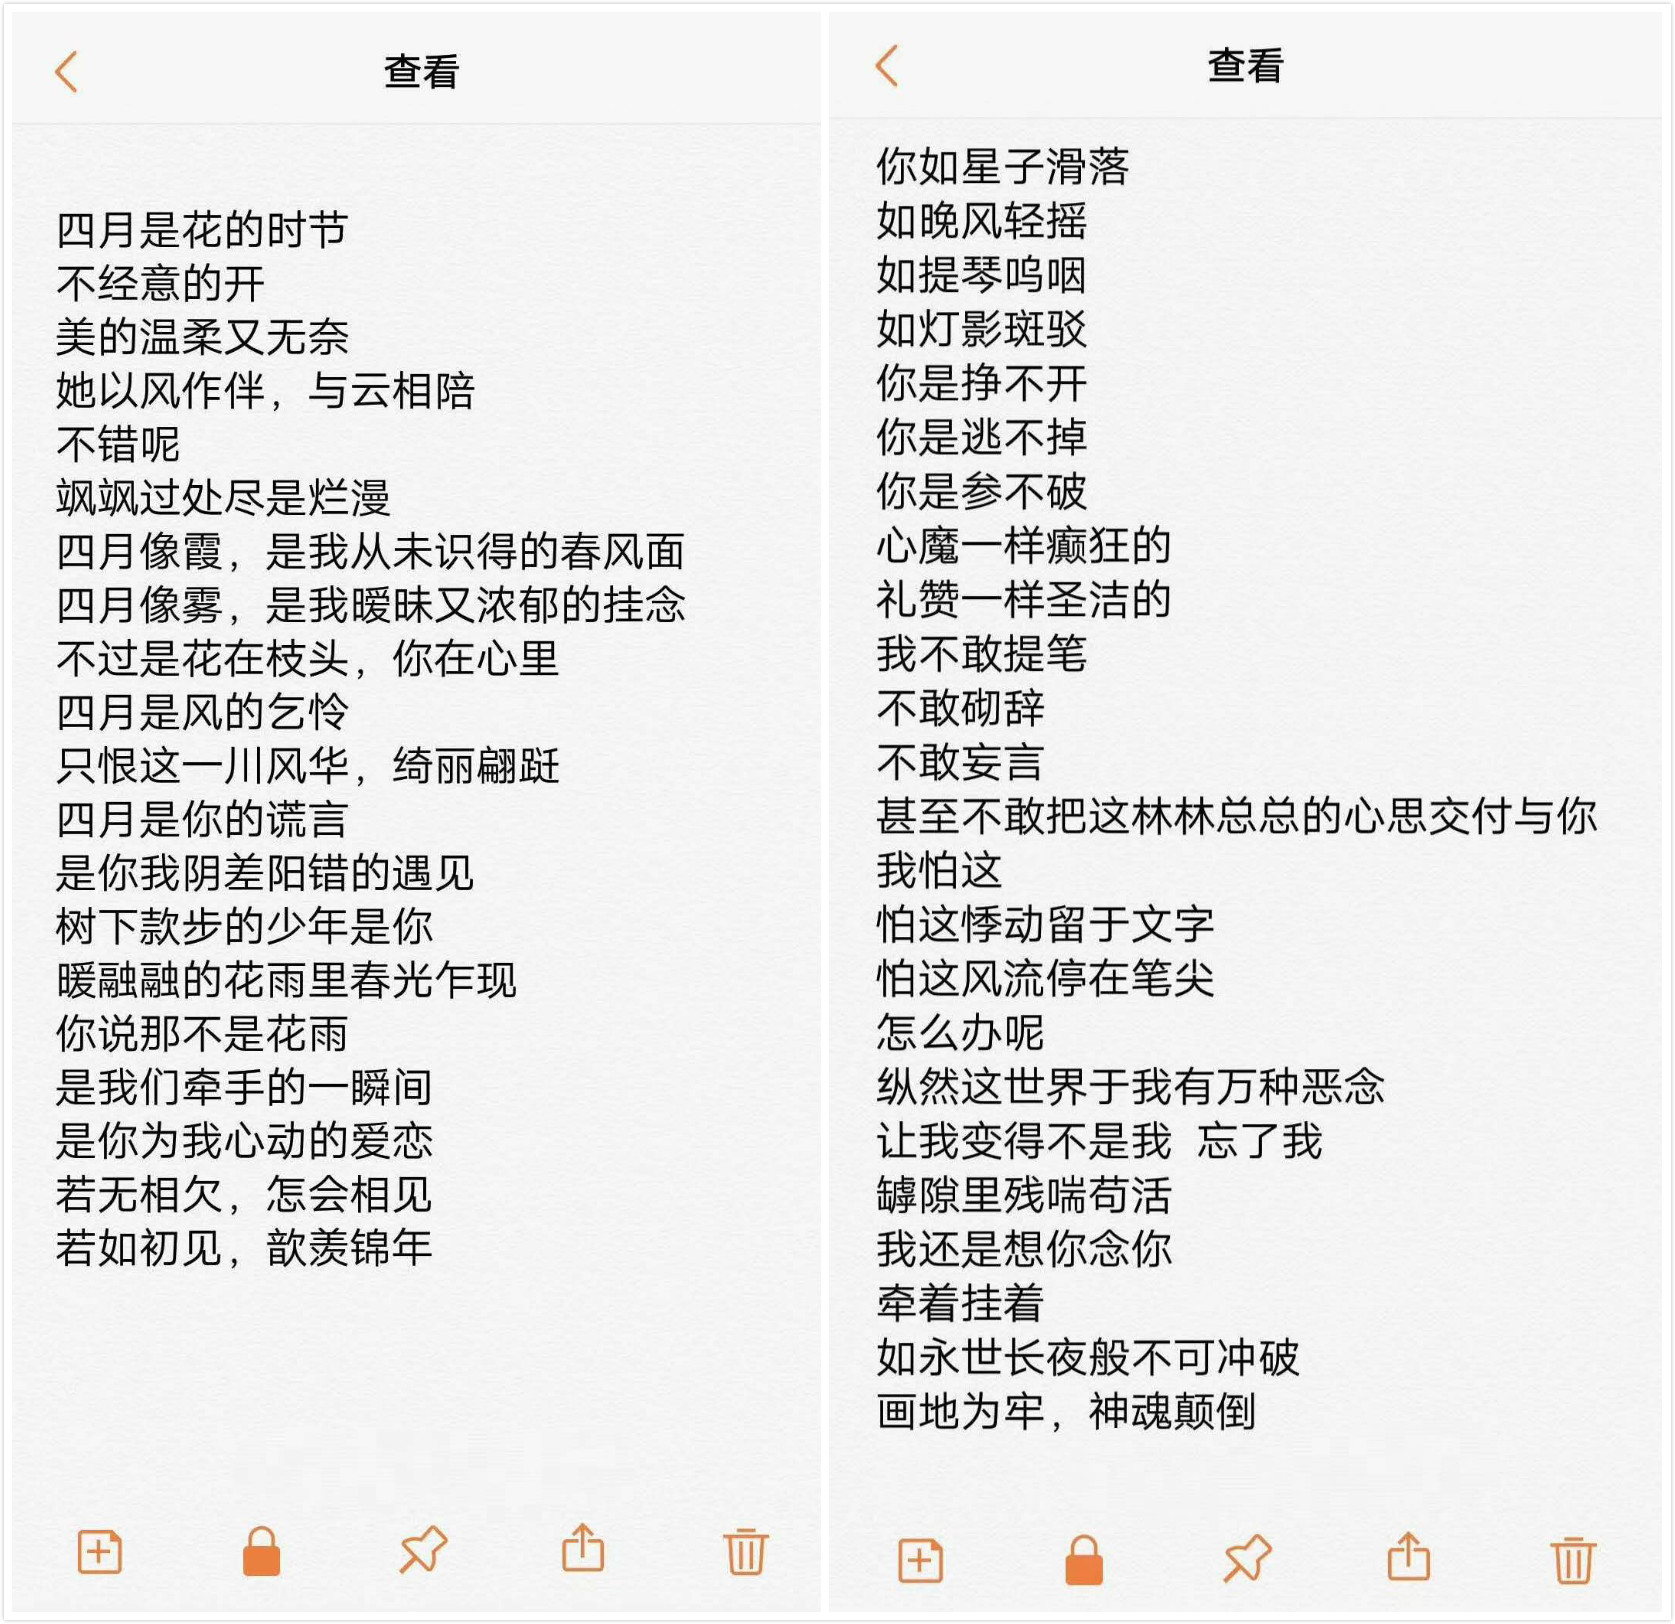 查看
四月是花的时节
不经意的开
美的温柔又无奈
她以风作伴，与云相陪
不错呢
飒飒过处尽是烂漫
四月像霞，是我从未识得的春风面
四月像雾，是我暧昧又浓郁的挂念
不过是花在枝头，你在心里
四月是风的乞怜
只恨这一川风华，绮丽翩跹
四月是你的谎言
是你我阴差阳错的遇见
树下款步的少年是你
暖融融的花雨里春光乍现
你说那不是花雨
是我们牵手的一瞬间
是你为我心动的爱恋
若无相欠，怎会相见
若如初见，歆羡锦年
查看
你如星子滑落
如晚风轻摇
如提琴呜咽
如灯影斑驳
你是挣不开
你是逃不掉
你是参不破
心魔一样癫狂的
礼赞一样圣洁的
我不敢提笔
不敢砌辞
不敢妄言
甚至不敢把这林林总总的心思交付与你
我怕这
怕这悸动留于文字
怕这风流停在笔尖
怎么办呢
纵然这世界于我有万种恶念
让我变得不是我 忘了我
罅隙里残喘苟活
我还是想你念你
牵着挂着
如永世长夜般不可冲破
画地为牢，神魂颠倒